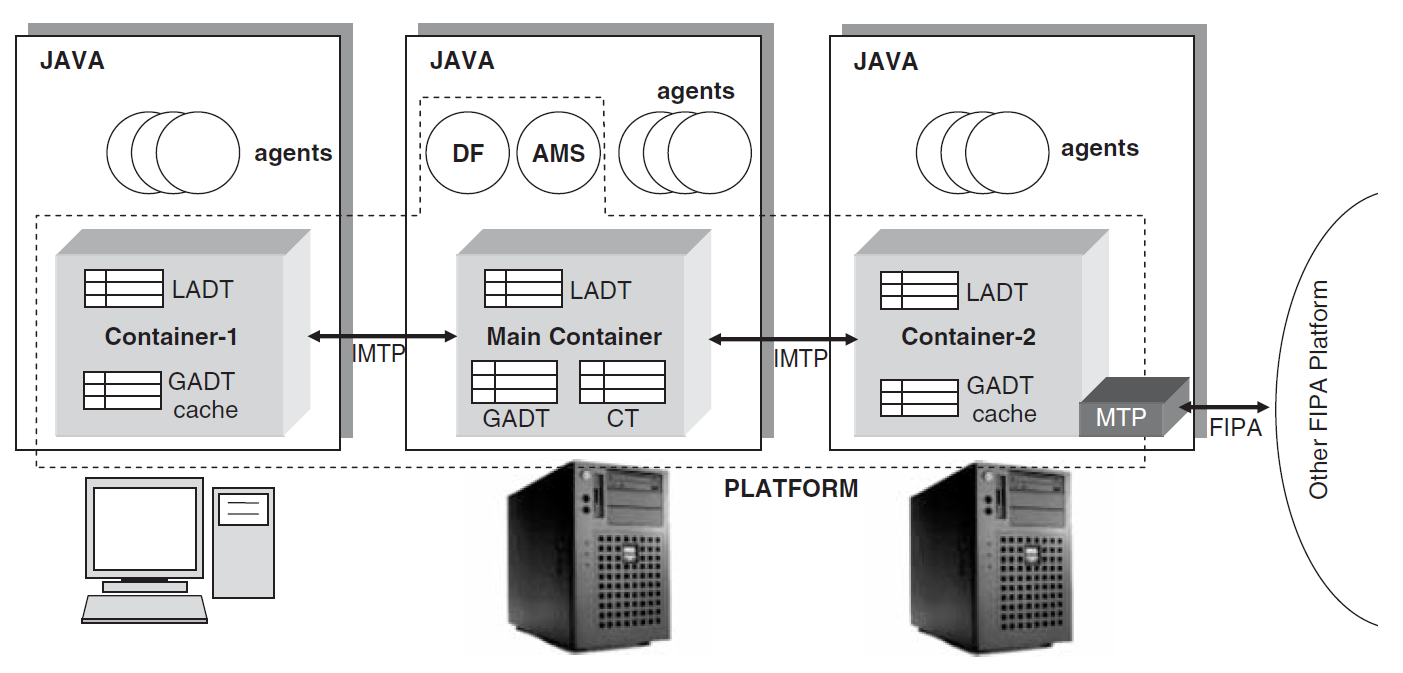 JAVA
agents
LADT
Container-1
GADT
cache
IMTP
JAVA
agents
DF
AMS
LADT
Main Container
GADT
CT
IMTP
JAVA
agents
LADT
Container-2
GADT
cache
MTP
FIPA
Other FIPA Platform
PLATFORM